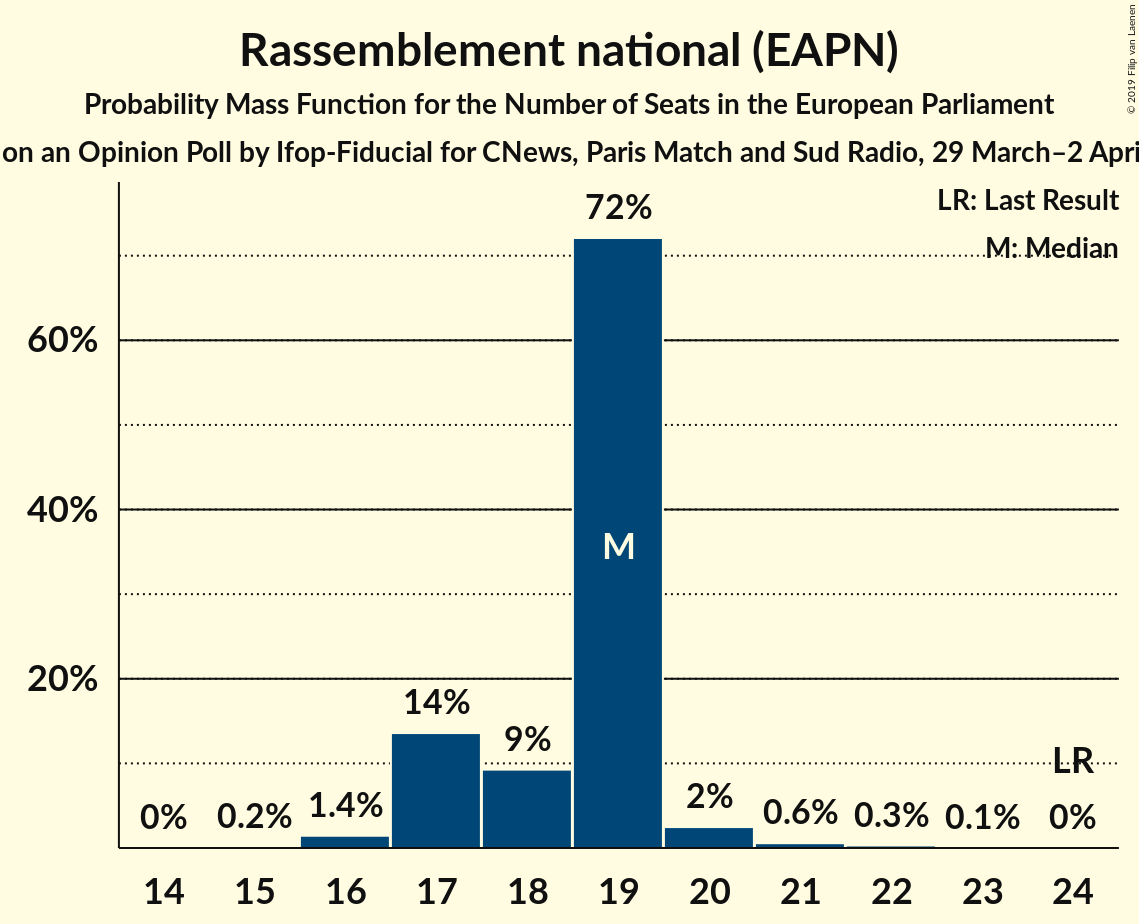 Rassemblement national (EAPN)
Probability Mass Function for the Number of Seats in the European Parliament
on an Opinion Poll by Ifop-Fiducial for CNews, Paris Match and Sud Radio, 29 March–2 Apri
© 2019 Filip van Laenen
LR: Last Result
M: Median
72%
60%
40%
M
20%
14%
9%
LR
0% 0.2% 1.4% 2% 0.6% 0.3% 0.1% 0%
14 15 16 17 18 19 20 21 22 23 24